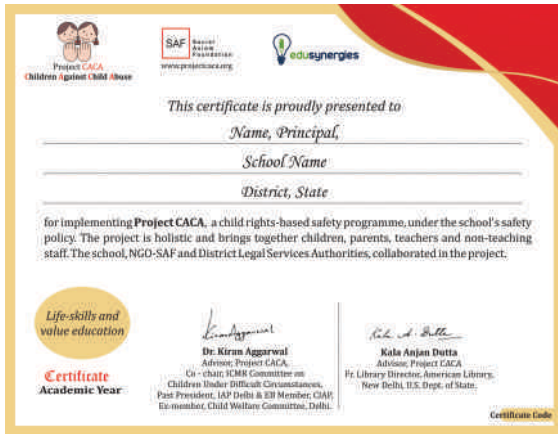 Project CACA
Children Against Child Abuse
SAF Social Axiom Foundation
www.projectcaca.org
edusynergies
This certificate is proudly presented to
Name, Principal,
School Name
District, State
for implementing Project CACA, a child rights-based safety programme, under the school's safety
policy. The project is holistic and brings together children, parents, teachers and non-teaching
staff. The school, NGO-SAF and District Legal Services Authorities, collaborated in the project.
Life-skills and
value education
Certificate
Academic Year
KiranAggarwal
Dr. Kiran Aggarwal
Advisor, Project CACA,
Co - chair, ICMR Committee on
Children Under Difficult Circumstances,
Past President, IAP Delhi & EB Member, CIAP,
Ex-member, Child Welfare Committee, Delhi.
Kala A. Dutta
Kala Anjan Dutta
Advisor, Project CACA
Fr. Library Director, American Library,
New Delhi, U.S. Dept. of State.
Certificate Code